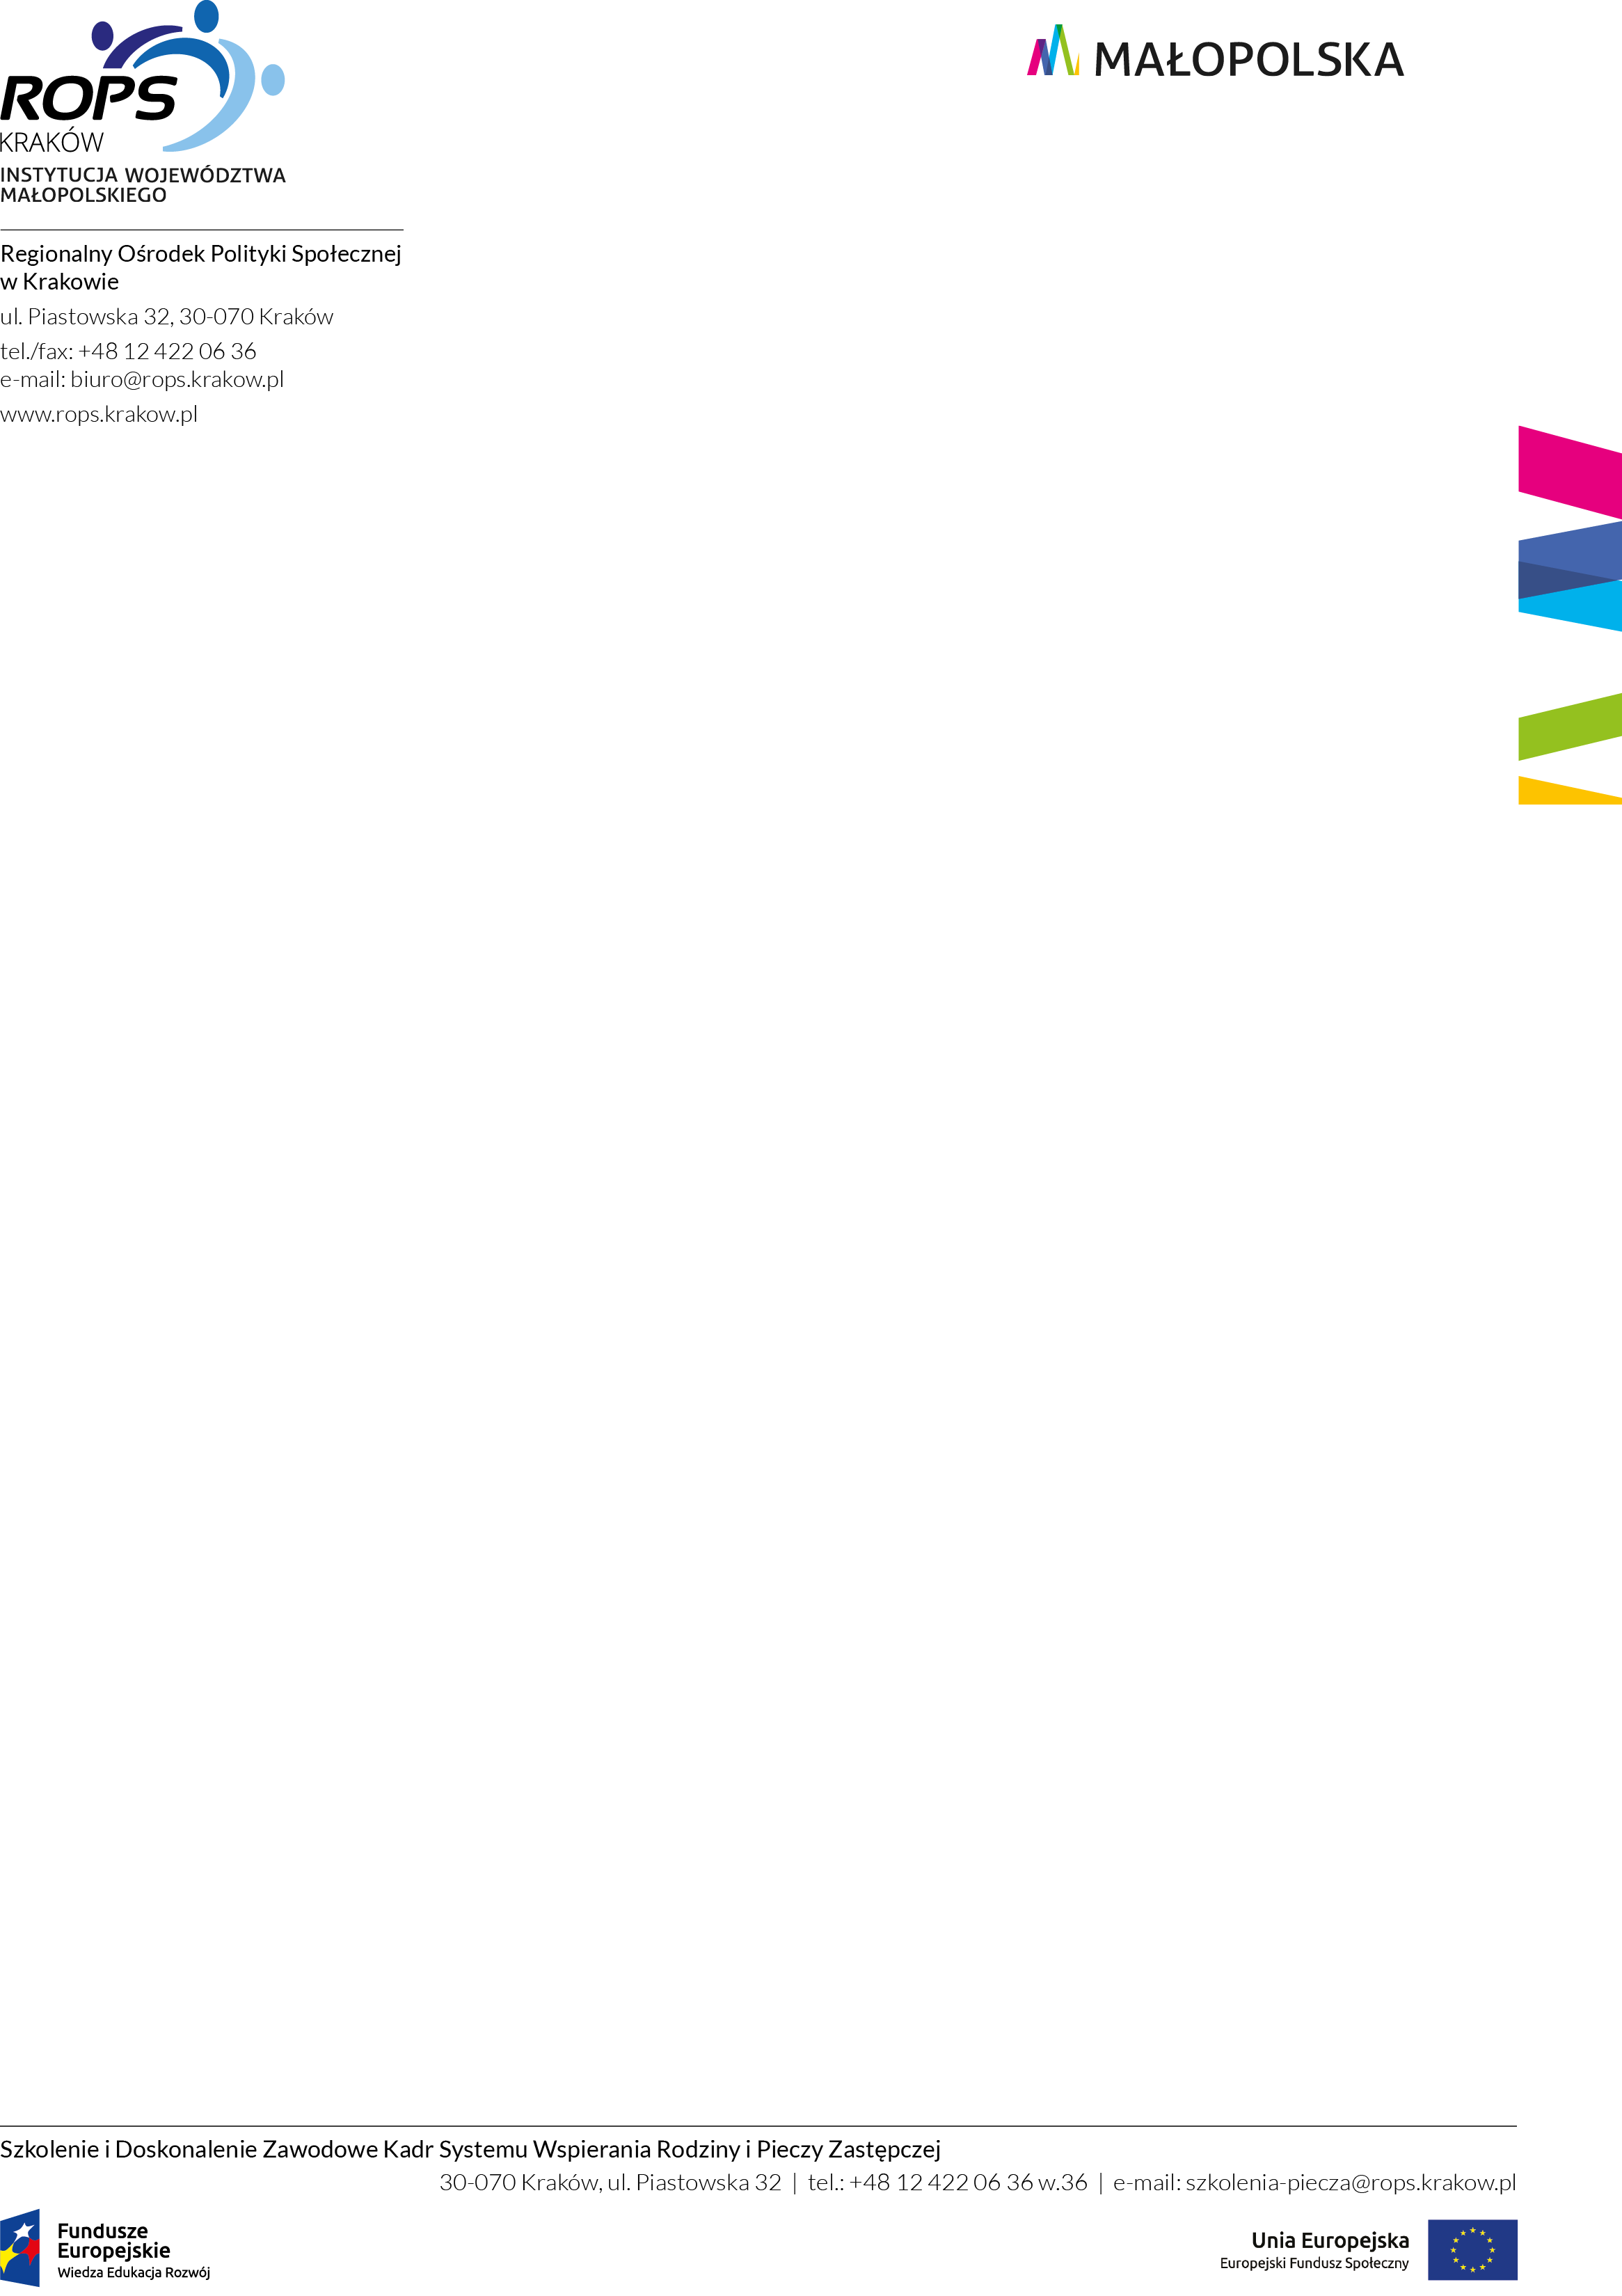 ROPS
KRAKÓW
INSTYTUCJA WOJEWÓDZTWA
MAŁOPOLSKIEGO
MAŁOPOLSKA
Regionalny Ośrodek Polityki Społecznej
w Krakowie
ul. Piastowska 32, 30-070 Kraków
tel./fax: +48 12 422 06 36
e-mail: biuro@rops.krakow.pl
www.rops.krakow.pl
Szkolenie i Doskonalenie Zawodowe Kadr Systemu Wspierania Rodziny i Pieczy Zastępczej
30-070 Kraków, ul. Piastowska 32 | tel.: +48 12 422 06 36 w.36 | e-mail: szkolenia-piecza@rops.krakow.pl
Fundusze
Europejskie
Wiedza Edukacja Rozwój
Unia Europejska
Europejski Fundusz Społeczny